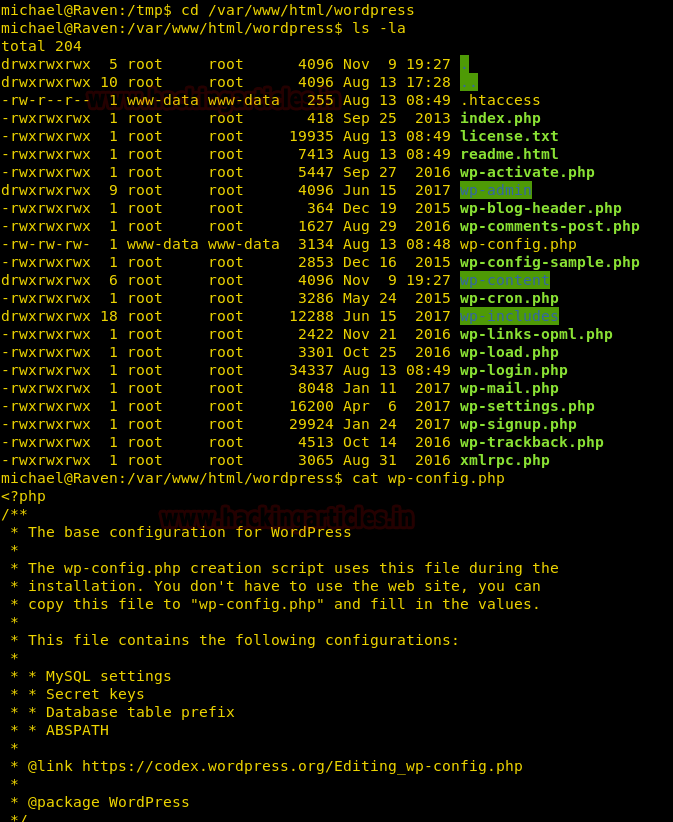 michael@Raven:/tmp$ cd /var/www/html/wordpress
michael@Raven:/var/www/html/wordpress$ ls -la
total 204
drwxrwxrwx  5 root     root      4096 Nov  9 19:27 .
drwxrwxrwx 10 root     root      4096 Aug 13 17:28 ..
-rw-r--r--  1 www-data www-data   255 Aug 13 08:49 .htaccess
-rwxrwxrwx  1 root     root       418 Sep 25  2013 index.php
-rwxrwxrwx  1 root     root     19935 Aug 13 08:49 license.txt
-rwxrwxrwx  1 root     root      7413 Aug 13 08:49 readme.html
-rwxrwxrwx  1 root     root      5447 Sep 27  2016 wp-activate.php
drwxrwxrwx  9 root     root      4096 Jun 15  2017 wp-admin
-rwxrwxrwx  1 root     root       364 Dec 19  2015 wp-blog-header.php
-rwxrwxrwx  1 root     root      1627 Aug 29  2016 wp-comments-post.php
-rw-rw-rw-  1 www-data www-data  3134 Aug 13 08:48 wp-config.php
-rwxrwxrwx  1 root     root      2853 Dec 16  2015 wp-config-sample.php
drwxrwxrwx  6 root     root      4096 Nov  9 19:27 wp-content
-rwxrwxrwx  1 root     root      3286 May 24  2015 wp-cron.php
drwxrwxrwx 18 root     root     12288 Jun 15  2017 wp-includes
-rwxrwxrwx  1 root     root      2422 Nov 21  2016 wp-links-opml.php
-rwxrwxrwx  1 root     root      3301 Oct 25  2016 wp-load.php
-rwxrwxrwx  1 root     root     34337 Aug 13 08:49 wp-login.php
-rwxrwxrwx  1 root     root      8048 Jan 11  2017 wp-mail.php
-rwxrwxrwx  1 root     root     16200 Apr  6  2017 wp-settings.php
-rwxrwxrwx  1 root     root     29924 Jan 24  2017 wp-signup.php
-rwxrwxrwx  1 root     root      4513 Oct 14  2016 wp-trackback.php
-rwxrwxrwx  1 root     root      3065 Aug 31  2016 xmlrpc.php
michael@Raven:/var/www/html/wordpress$ cat wp-config.php
<?php
/**
www.hackingarticles.in
 * The base configuration for WordPress
 *
 * The wp-config.php creation script uses this file during the
 * installation. You don't have to use the web site, you can
 * copy this file to "wp-config.php" and fill in the values.
 *
 * This file contains the following configurations:
 *
 * * MySQL settings
 * * Secret keys
 * * Database table prefix
 * * ABSPATH
 *
 * @link https://codex.wordpress.org/Editing_wp-config.php
 *
 * @package WordPress
 */